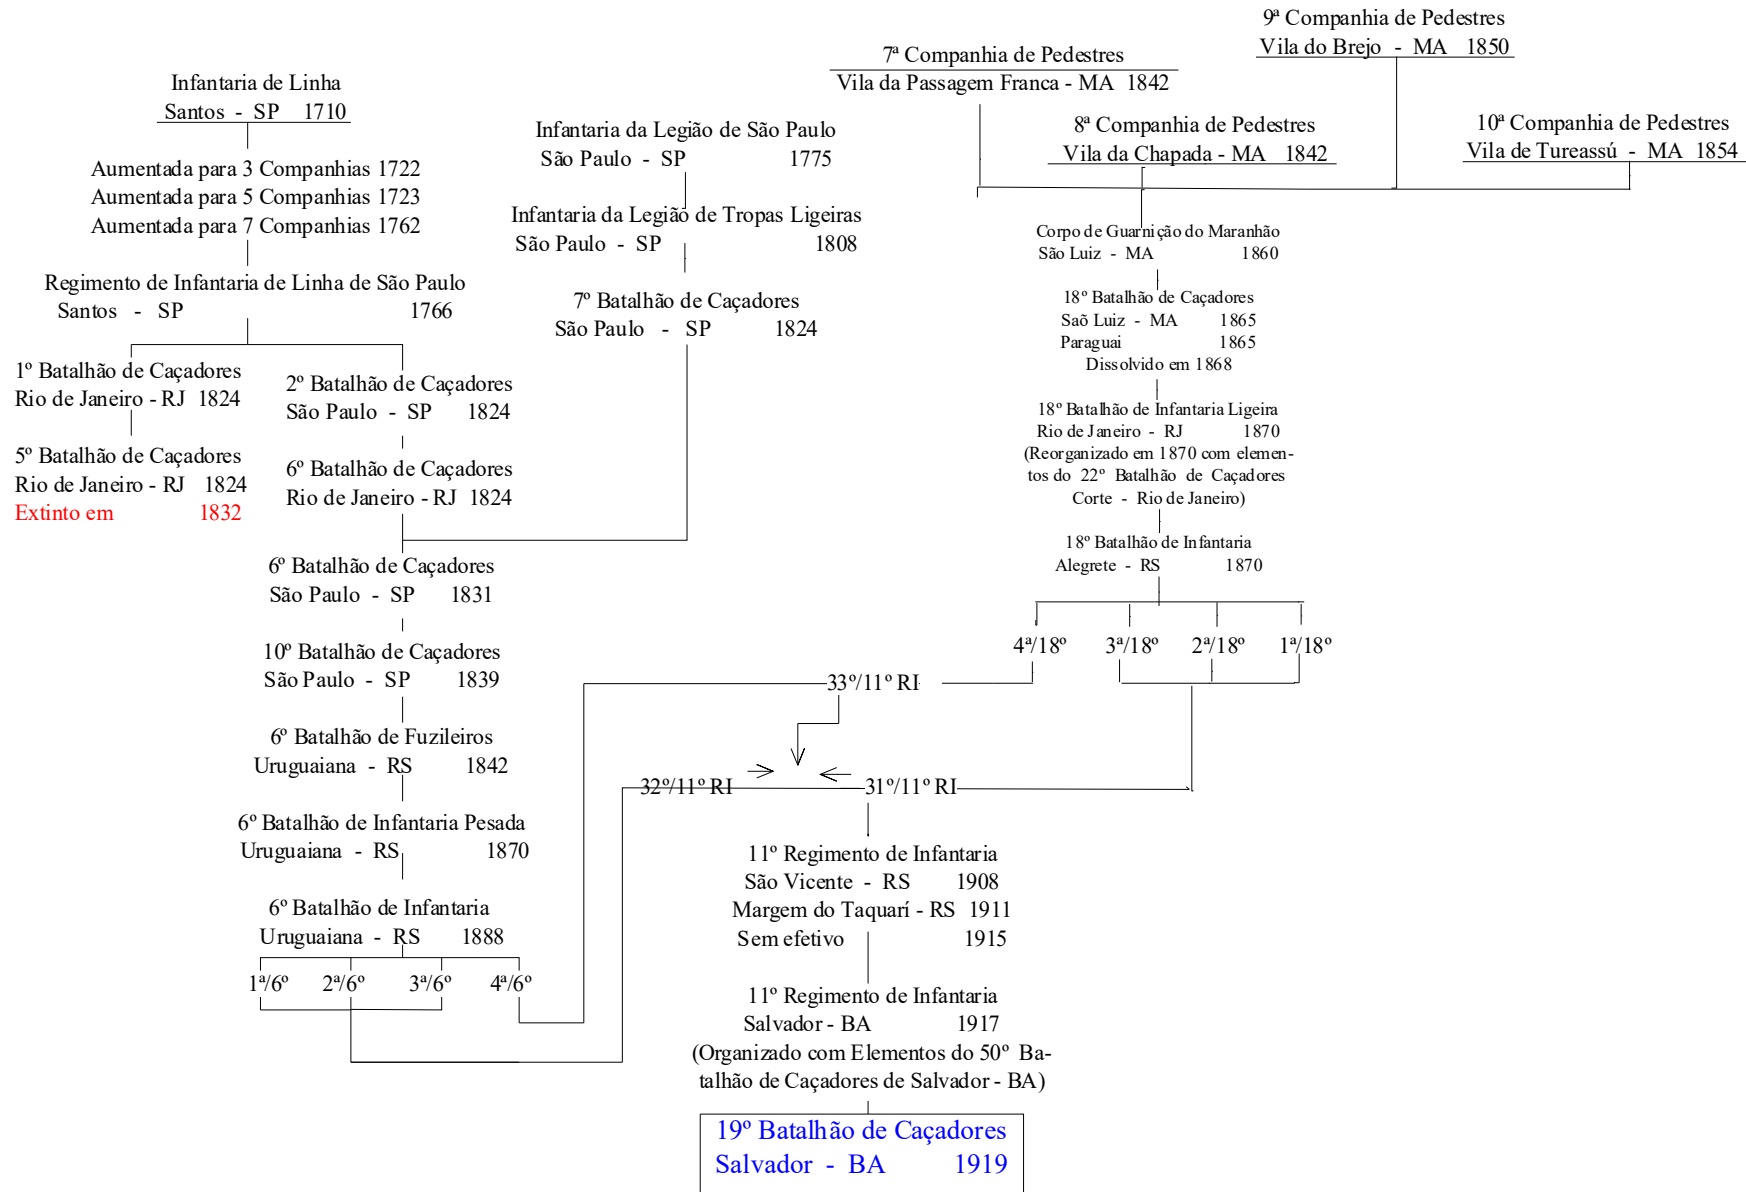 9ª Companhia de Pedestres
Vila do Brejo - MA 1850
7ª Companhia de Pedestres
Vila da Passagem Franca - MA 1842
Infantaria de Linha
Santos - SP 1710
8ª Companhia de Pedestres
Vila da Chapada - MA 1842
10ª Companhia de Pedestres
Vila de Tureassú - MA 1854
Infantaria da Legião de São Paulo
São Paulo - SP 1775
Aumentada para 3 Companhias 1722
Aumentada para 5 Companhias 1723
Aumentada para 7 Companhias 1762
Infantaria da Legião de Tropas Ligeiras
São Paulo - SP 1808
Corpo de Guarnição do Maranhão
São Luiz - MA 1860
Regimento de Infantaria de Linha de São Paulo
Santos - SP 1766
7º Batalhão de Caçadores
São Paulo - SP 1824
18º Batalhão de Caçadores
Saõ Luiz - MA 1865
Paraguai 1865
Dissolvido em 1868
1º Batalhão de Caçadores
Rio de Janeiro - RJ 1824
2º Batalhão de Caçadores
São Paulo - SP 1824
18º Batalhão de Infantaria Ligeira
Rio de Janeiro - RJ 1870
(Reorganizado em 1870 com elemen-
tos do 22º Batalhão de Caçadores
Corte - Rio de Janeiro)
5º Batalhão de Caçadores
Rio de Janeiro - RJ 1824
Extinto em 1832
6º Batalhão de Caçadores
Rio de Janeiro - RJ 1824
18º Batalhão de Infantaria
Alegrete - RS 1870
6º Batalhão de Caçadores
São Paulo - SP 1831
4ª/18º 3ª/18º 2ª/18º 1ª/18º
10º Batalhão de Caçadores
São Paulo - SP 1839
33º/11º RI
6º Batalhão de Fuzileiros
Uruguaiana - RS 1842
32º/11º RI 31º/11º RI
6º Batalhão de Infantaria Pesada
Uruguaiana - RS 1870
11º Regimento de Infantaria
São Vicente - RS 1908
Margem do Taquarí - RS 1911
Sem efetivo 1915
6º Batalhão de Infantaria
Uruguaiana - RS 1888
1ª/6º 2ª/6º 3ª/6º 4ª/6º
11º Regimento de Infantaria
Salvador - BA 1917
(Organizado com Elementos do 50º Ba-
talhão de Caçadores de Salvador - BA)
19º Batalhão de Caçadores
Salvador - BA 1919